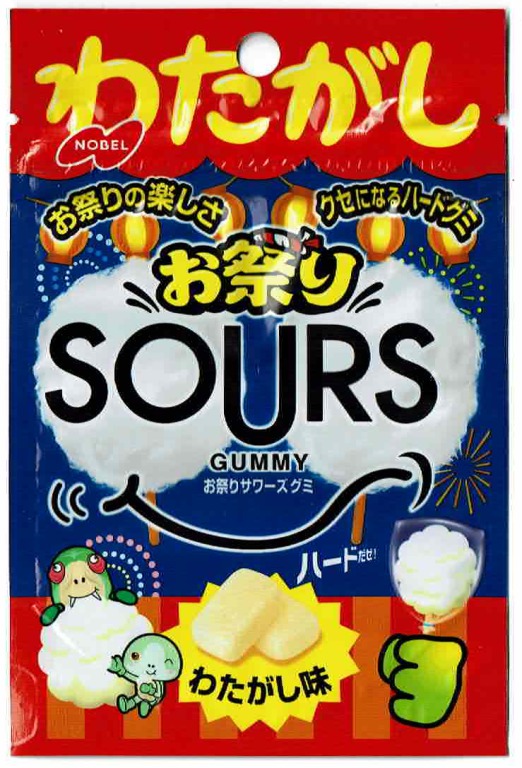 わたがし
NOBEL
お祭りの楽しさ
クセになるハードグミ
お祭り
SOURS
GUMMY
お祭りサワーズグミ
ハードだぜ!
わたがし味